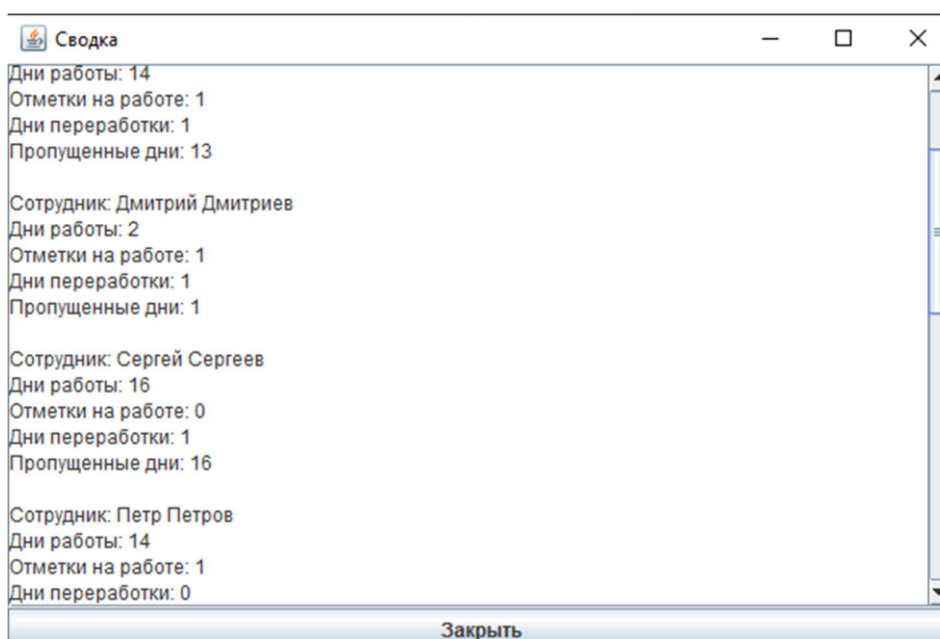 Сводка
Дни работы: 14
Отметки на работе: 1
Дни переработки: 1
Пропущенные дни: 13
Сотрудник: Дмитрий Дмитриев
Дни работы: 2
Отметки на работе: 1
Дни переработки: 1
Пропущенные дни: 1
Сотрудник: Сергей Сергеев
Дни работы: 16
Отметки на работе: 0
Дни переработки: 1
Пропущенные дни: 16
Сотрудник: Петр Петров
Дни работы: 14
Отметки на работе: 1
Дни переработки: 0
Закрыть